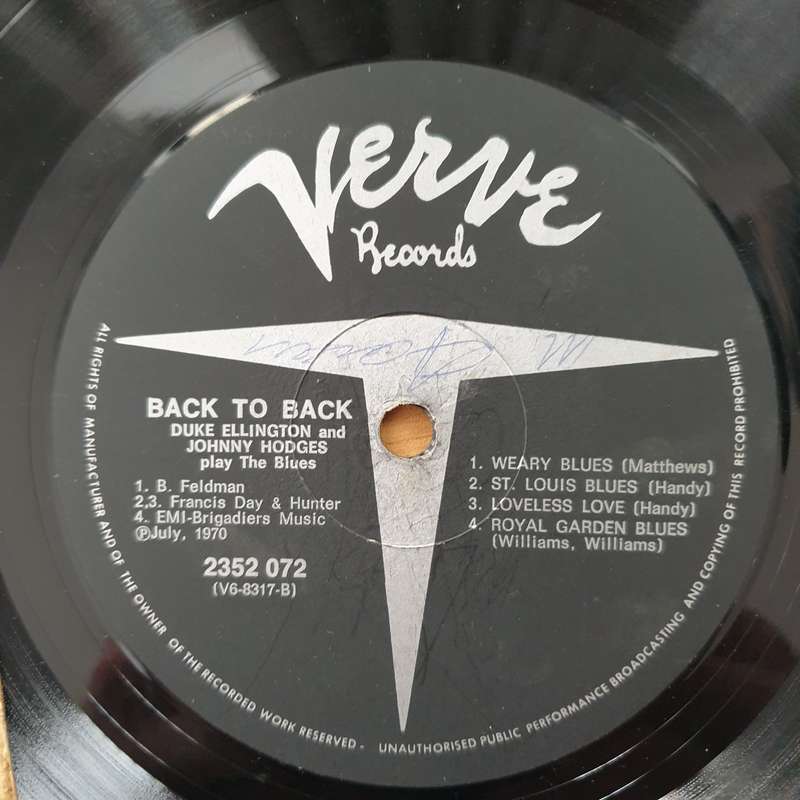 Verve
Records
BACK TO BACK
DUKE ELLINGTON and
JOHNNY HODGES
play The Blues
1. B. Feldman
2,3. Francis Day & Hunter
4. EMI-Brigadiers Music
℗July, 1970
2352 072
(V6-8317-B)
1. WEARY BLUES (Matthews)
2. ST. LOUIS BLUES (Handy)
3. LOVELESS LOVE (Handy)
4. ROYAL GARDEN BLUES
(Williams, Williams)
ALL RIGHTS OF MANUFACTURER AND OF THE OWNER OF THE RECORDED WORK RESERVED - UNAUTHORISED PUBLIC PERFORMANCE BROADCASTING AND COPYING OF THIS RECORD PROHIBITED